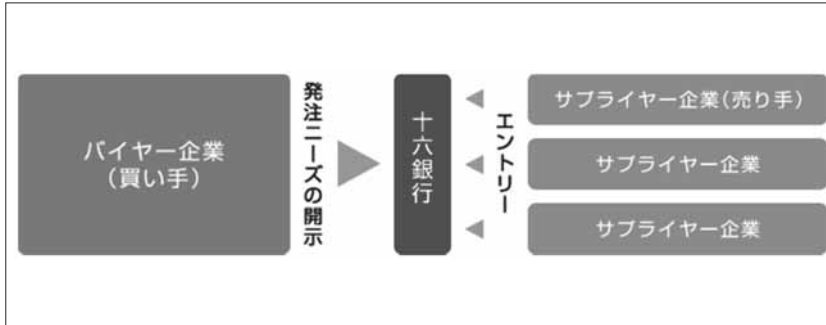 バイヤー企業
(買い手)
発注ニーズの開示
十六銀行
エントリー
サプライヤー企業(売り手)
サプライヤー企業
サプライヤー企業